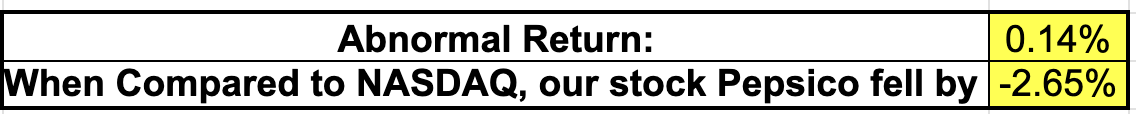 Abnormal Return: 0.14%
When Compared to NASDAQ, our stock Pepsico fell by -2.65%